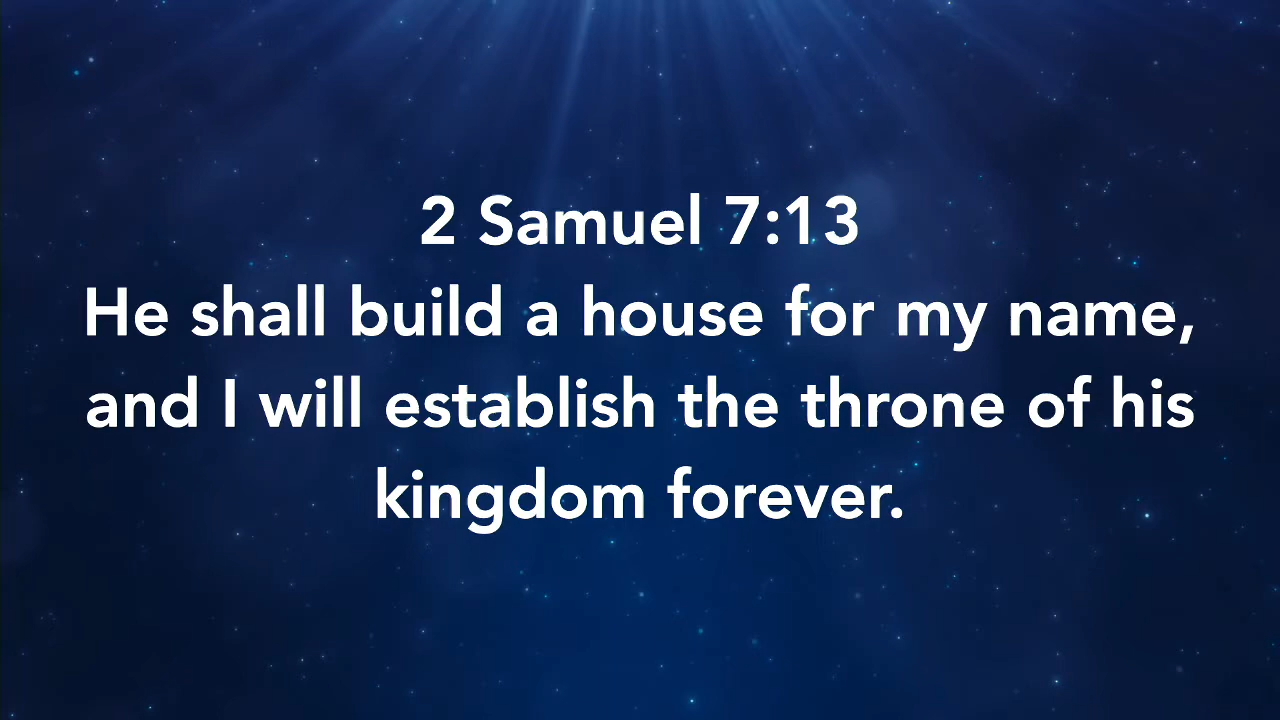 2 Samuel 7:13
He shall build a house for my name,
and I will establish the throne of his
kingdom forever.